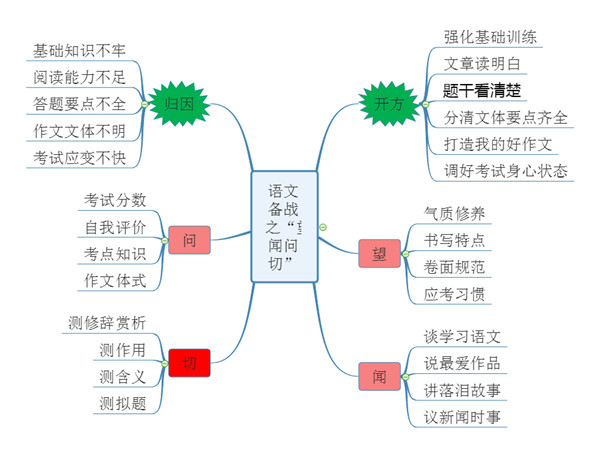 语文
备战
之“望
闻问
切”
归因
基础知识不牢
阅读能力不足
答题要点不全
作文文体不明
考试应变不快
问
考试分数
自我评价
考点知识
作文体式
切
测修辞赏析
测作用
测含义
测拟题
开方
强化基础训练
文章读明白
题干看清楚
分清文体要点齐全
打造我的好作文
调好考试身心状态
望
气质修养
书写特点
卷面规范
应考习惯
闻
谈学习语文
说最爱作品
讲落泪故事
议新闻时事